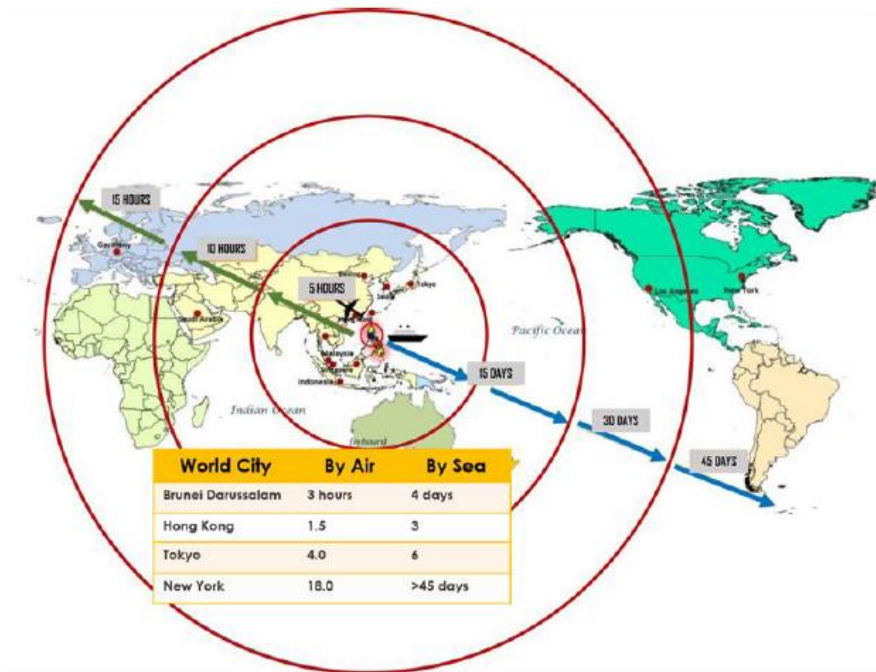 15 HOURS
10 HOURS
5 HOURS
Germany
Saudi Arabia
Seoul
Tokyo
Malaysia
Singapore
Indonesia
Los Angeles
New York
Pacific Ocean
Indian Ocean
15 DAYS
30 DAYS
45 DAYS
World City By Air By Sea
Brunei Darussalam 3 hours 4 days
Hong Kong 1.5 3
Tokyo 4.0 6
New York 18.0 >45 days